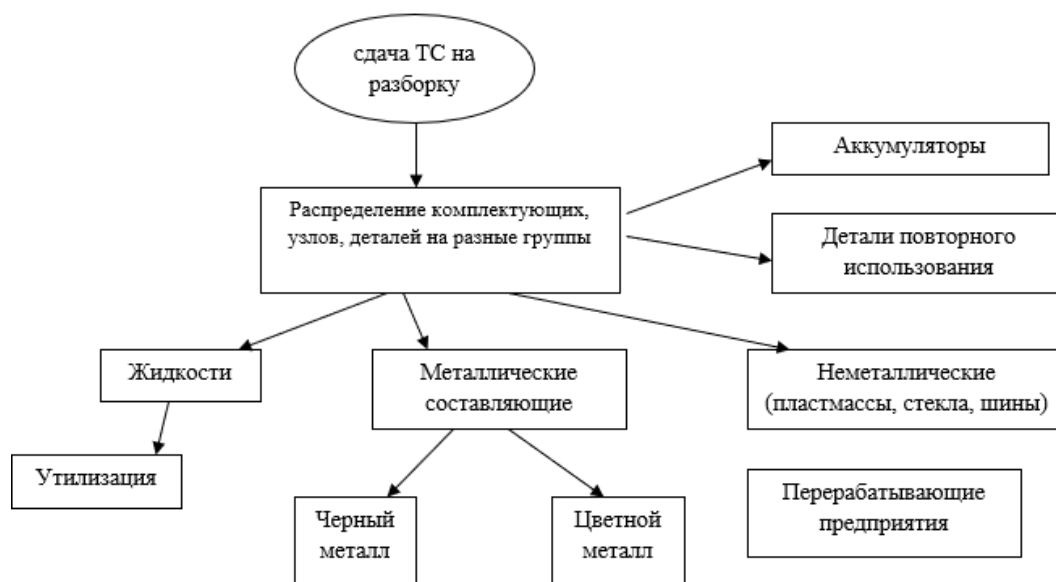 сдача ТС на
разборку
Аккумуляторы
Распределение комплектующих,
узлов, деталей на разные группы
Детали повторного
использования
Жидкости
Металлические
составляющие
Неметаллические
(пластмассы, стекла, шины)
Утилизация
Черный
металл
Цветной
металл
Перерабатывающие
предприятия